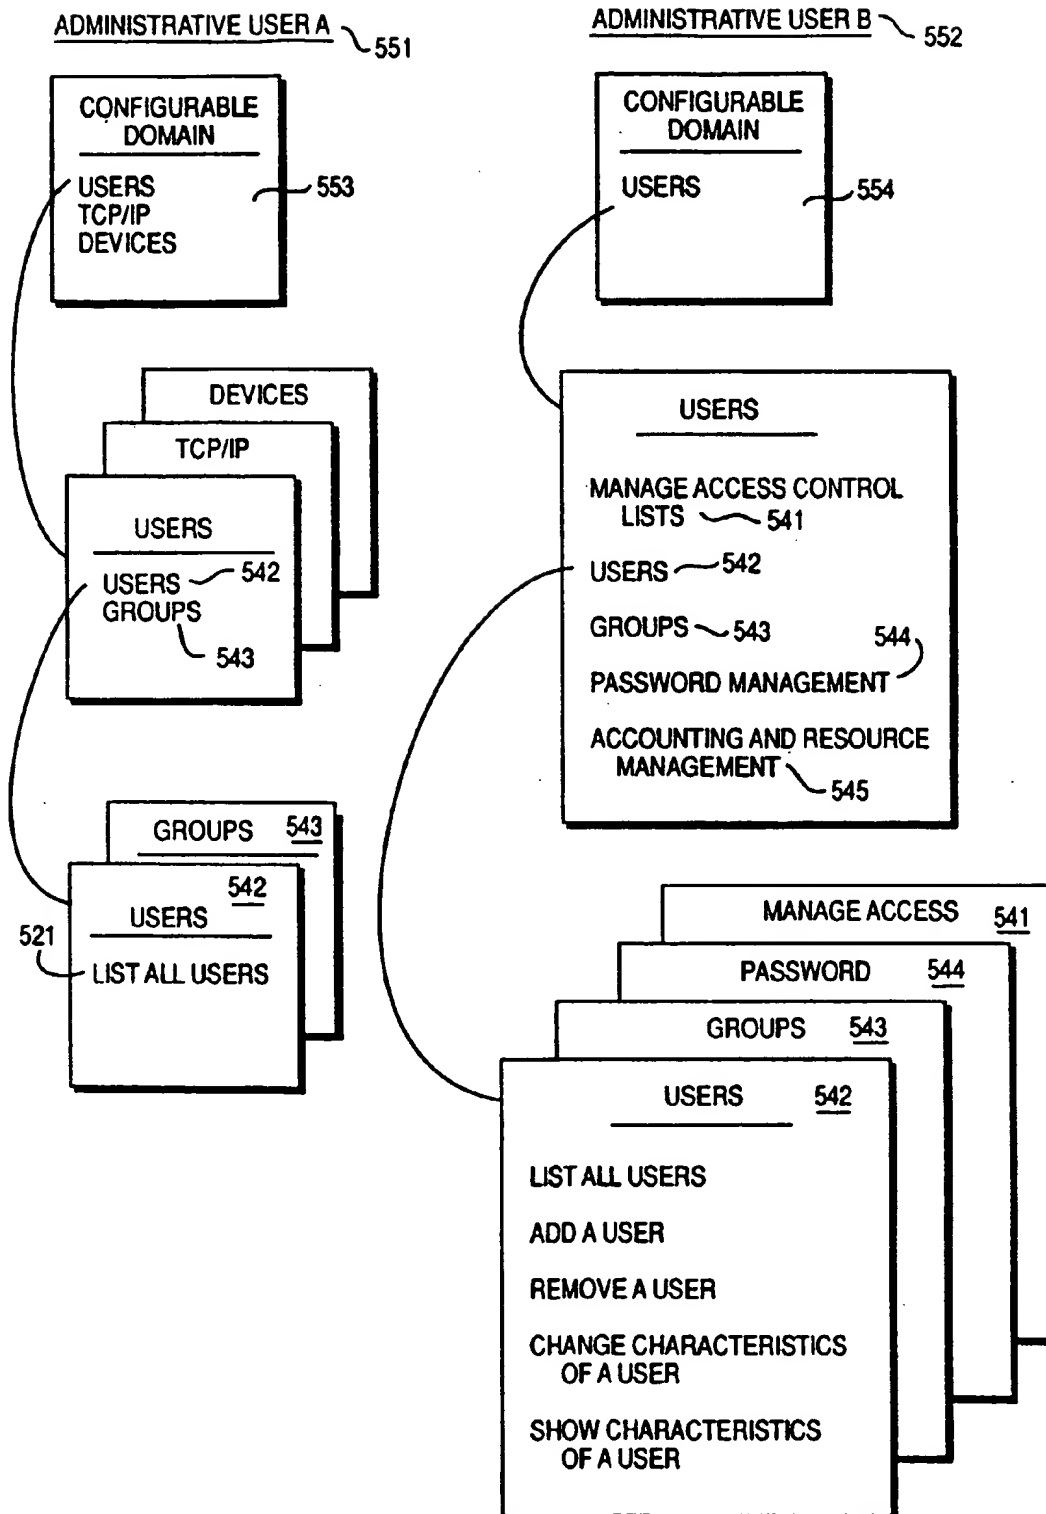 ADMINISTRATIVE USER A 551
CONFIGURABLE
DOMAIN
USERS
TCP/IP
DEVICES
553
DEVICES
TCP/IP
USERS
USERS 542
GROUPS
543
GROUPS 543
542
USERS
521
LIST ALL USERS
ADMINISTRATIVE USER B 552
CONFIGURABLE
DOMAIN
USERS
554
USERS
MANAGE ACCESS CONTROL
LISTS 541
USERS 542
GROUPS 543
544
PASSWORD MANAGEMENT
ACCOUNTING AND RESOURCE
MANAGEMENT 545
MANAGE ACCESS 541
PASSWORD 544
GROUPS 543
USERS 542
LIST ALL USERS
ADD A USER
REMOVE A USER
CHANGE CHARACTERISTICS
OF A USER
SHOW CHARACTERISTICS
OF A USER